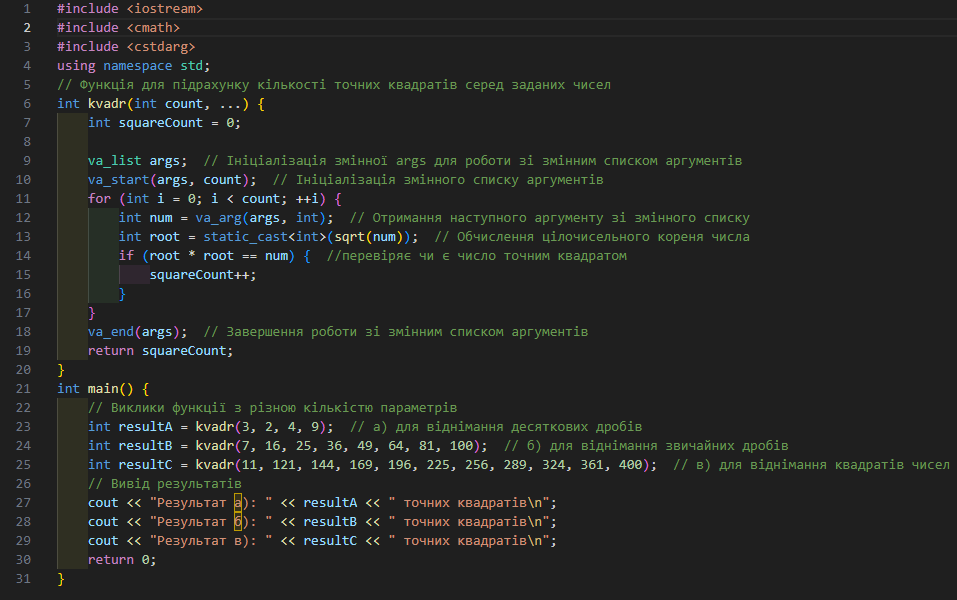 1 #include <iostream>
2 #include <cmath>
3 #include <cstdarg>
4 using namespace std;
5 // Функція для підрахунку кількості точних квадратів серед заданих чисел
6 int kvadr(int count, ...) {
7     int squareCount = 0;
8
9     va_list args;  // Ініціалізація змінної args для роботи зі змінним списком аргументів
10     va_start(args, count);  // Ініціалізація змінного списку аргументів
11     for (int i = 0; i < count; ++i) {
12         int num = va_arg(args, int);  // Отримання наступного аргументу зі змінного списку
13         int root = static_cast<int>(sqrt(num));  // Обчислення цілочисельного кореня числа
14         if (root * root == num) {  //перевіряє чи є число точним квадратом
15             squareCount++;
16         }
17     }
18     va_end(args);  // Завершення роботи зі змінним списком аргументів
19     return squareCount;
20 }
21 int main() {
22     // Виклики функції з різною кількістю параметрів
23     int resultA = kvadr(3, 2, 4, 9);  // а) для віднімання десяткових дробів
24     int resultB = kvadr(7, 16, 25, 36, 49, 64, 81, 100);  // б) для віднімання звичайних дробів
25     int resultC = kvadr(11, 121, 144, 169, 196, 225, 256, 289, 324, 361, 400);  // в) для віднімання квадратів чисел
26     // Вивід результатів
27     cout << "Результат а): " << resultA << " точних квадратів\n";
28     cout << "Результат б): " << resultB << " точних квадратів\n";
29     cout << "Результат в): " << resultC << " точних квадратів\n";
30     return 0;
31 }